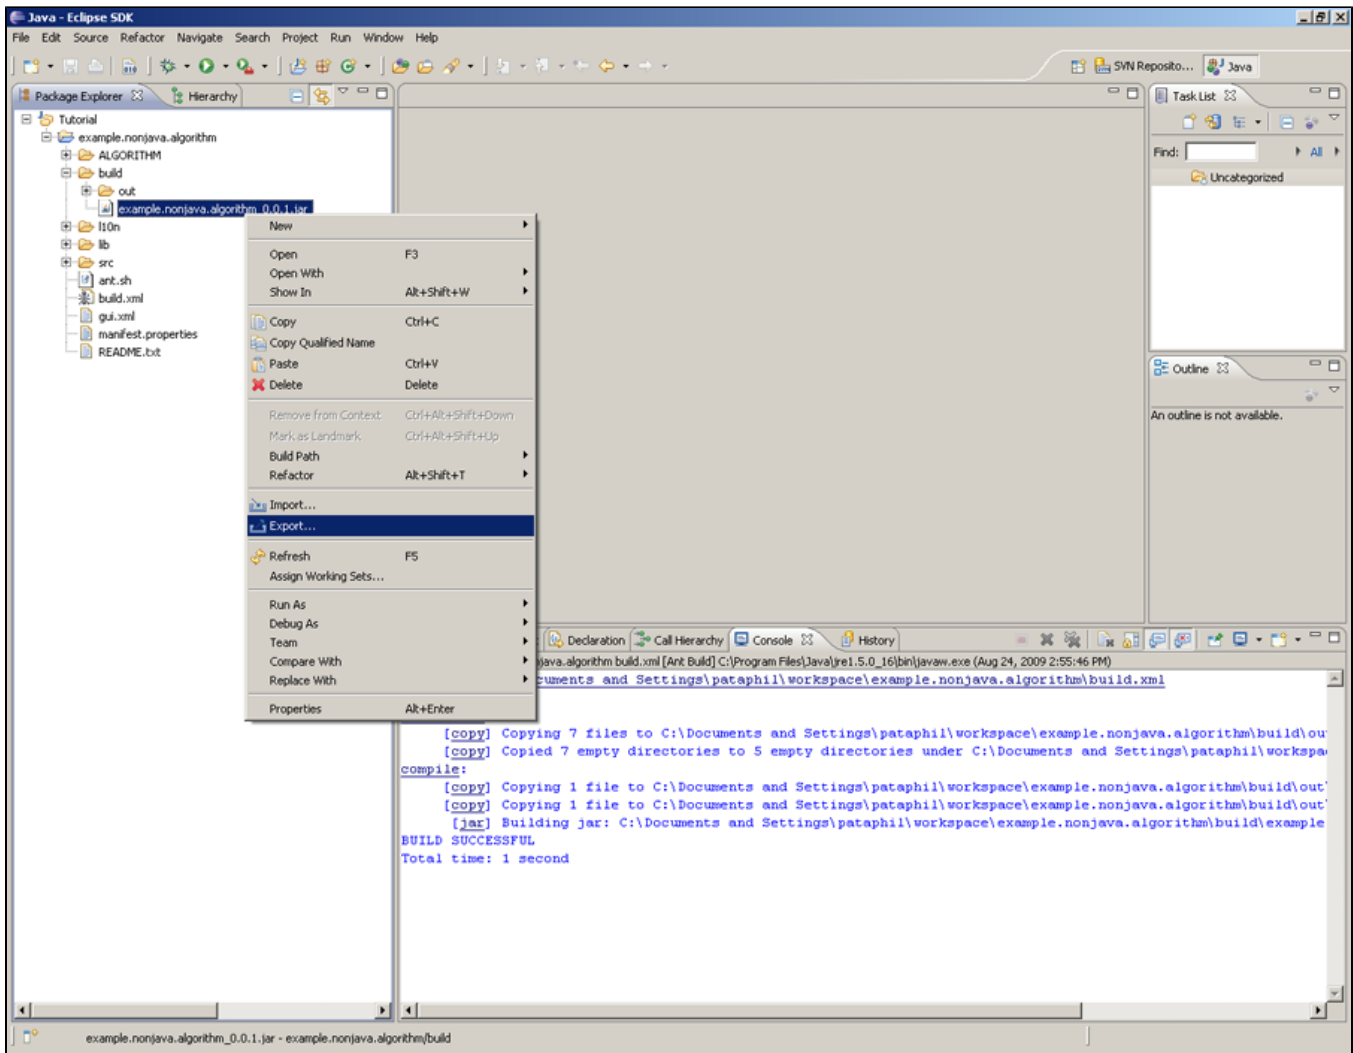 Java - Eclipse SDK
File Edit Source Refactor Navigate Search Project Run Window Help
SVN Reposito... Java
Package Explorer Hierarchy
Task List
Tutorial
example.nonjava.algorithm
ALGORITHM
build
out
example.nonjava.algorithm_0.0.1.jar
l10n
lib
src
ant.sh
build.xml
gui.xml
manifest.properties
README.txt
New
Open F3
Open With
Show In Alt+Shift+W
Copy Ctrl+C
Copy Qualified Name
Paste Ctrl+V
Delete Delete
Remove from Context Ctrl+Alt+Shift+Down
Mark as Landmark Ctrl+Alt+Shift+Up
Build Path
Refactor Alt+Shift+T
Import...
Export...
Refresh F5
Assign Working Sets...
Run As
Debug As
Team
Compare With
Replace With
Properties Alt+Enter
Find: All
Uncategorized
Outline
An outline is not available.
Declaration Call Hierarchy Console History
java.algorithm build.xml [Ant Build] C:\Program Files\Java\jre1.5.0_16\bin\javaw.exe (Aug 24, 2009 2:55:46 PM)
cuments and Settings\pataphil\workspace\example.nonjava.algorithm\build.xml
[copy] Copying 7 files to C:\Documents and Settings\pataphil\workspace\example.nonjava.algorithm\build\ou
[copy] Copied 7 empty directories to 5 empty directories under C:\Documents and Settings\pataphil\workspa
compile:
[copy] Copying 1 file to C:\Documents and Settings\pataphil\workspace\example.nonjava.algorithm\build\out
[copy] Copying 1 file to C:\Documents and Settings\pataphil\workspace\example.nonjava.algorithm\build\out
[jar] Building jar: C:\Documents and Settings\pataphil\workspace\example.nonjava.algorithm\build\example
BUILD SUCCESSFUL
Total time: 1 second
example.nonjava.algorithm_0.0.1.jar - example.nonjava.algorithm/build